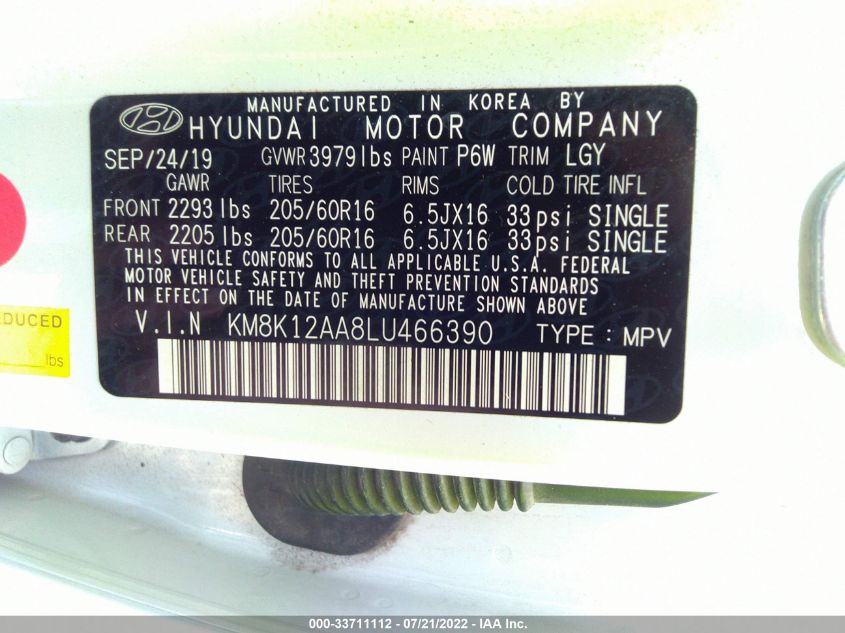 MANUFACTURED IN KOREA BY
HYUNDAI MOTOR COMPANY
SEP/24/19 GVWR 3979lbs PAINT P6W TRIM LGY
GAWR TIRES RIMS COLD TIRE INFL
FRONT 2293 lbs 205/60R16 6.5JX16 33psi SINGLE
REAR 2205 lbs 205/60R16 6.5JX16 33psi SINGLE
THIS VEHICLE CONFORMS TO ALL APPLICABLE U.S.A. FEDERAL
MOTOR VEHICLE SAFETY AND THEFT PREVENTION STANDARDS
IN EFFECT ON THE DATE OF MANUFACTURE SHOWN ABOVE
V.I.N KM8K12AA8LU466390 TYPE : MPV
lbs
000-33711112 - 07/21/2022 - IAA Inc.